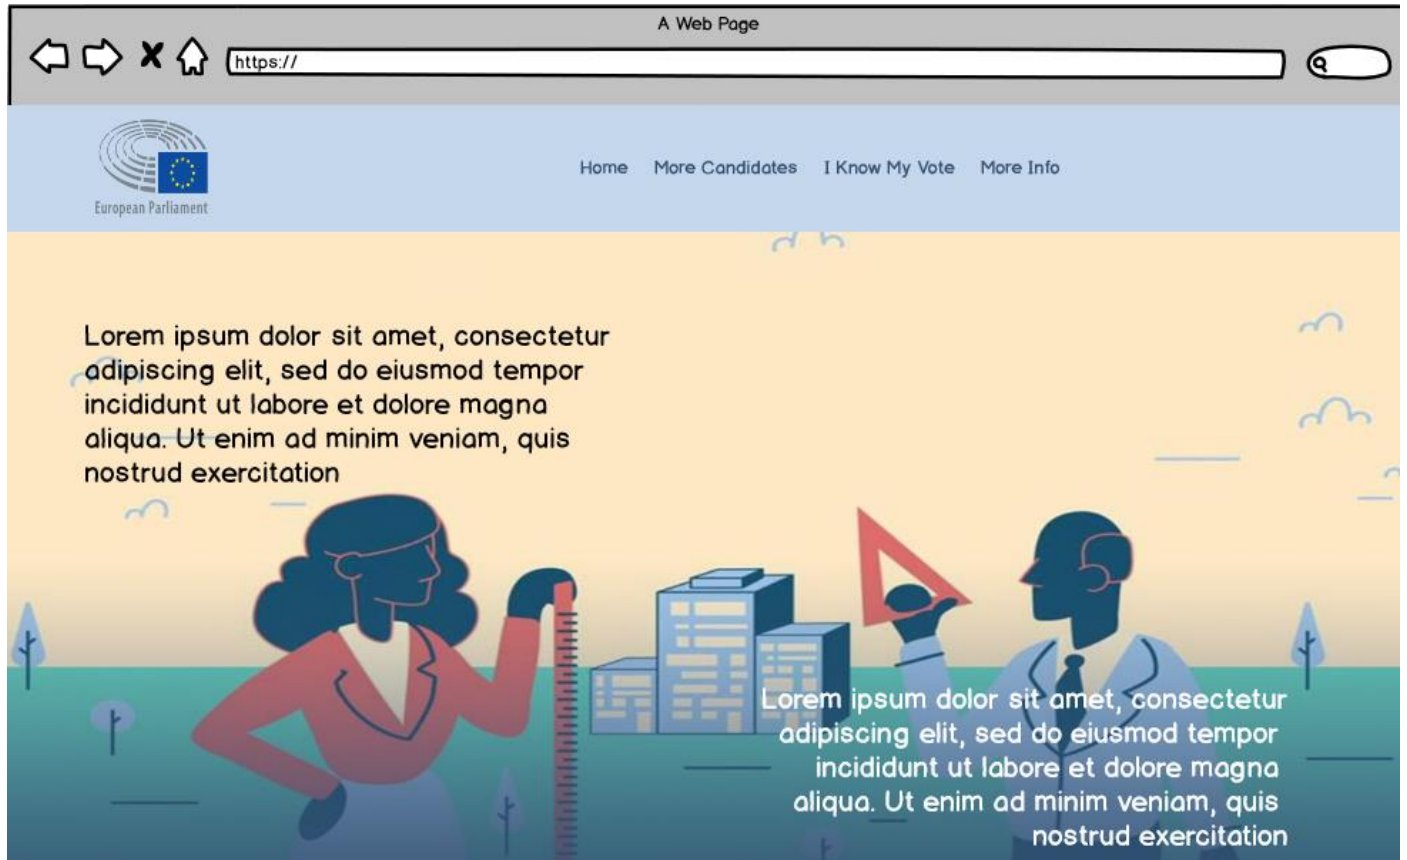 A Web Page
https://
European Parliament
Home More Candidates I Know My Vote More Info
Lorem ipsum dolor sit amet, consectetur
adipiscing elit, sed do eiusmod tempor
incididunt ut labore et dolore magna
aliqua. Ut enim ad minim veniam, quis
nostrud exercitation
Lorem ipsum dolor sit amet, consectetur
adipiscing elit, sed do eiusmod tempor
incididunt ut labore et dolore magna
aliqua. Ut enim ad minim veniam, quis
nostrud exercitation